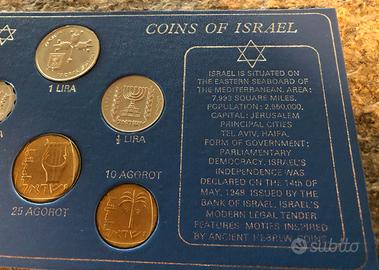 COINS OF ISRAEL
1 LIRA
½ LIRA
10 AGOROT
25 AGOROT
ISRAEL IS SITUATED ON
THE EASTERN SEABOARD OF
THE MEDITERRANEAN, AREA:
7,993 SQUARE MILES,
POPULATION: 2,950,000,
CAPITAL: JERUSALEM
PRINCIPAL CITIES
TEL AVIV, HAIFA.
FORM OF GOVERNMENT:
PARLIAMENTARY
DEMOCRACY. ISRAEL'S
INDEPENDENCE WAS
DECLARED ON THE 14th OF
MAY, 1948 ISSUED BY THE
BANK OF ISRAEL, ISRAEL'S
MODERN LEGAL TENDER
FEATURES MOTIFS INSPIRED
BY ANCIENT HEBREW COINS
subito